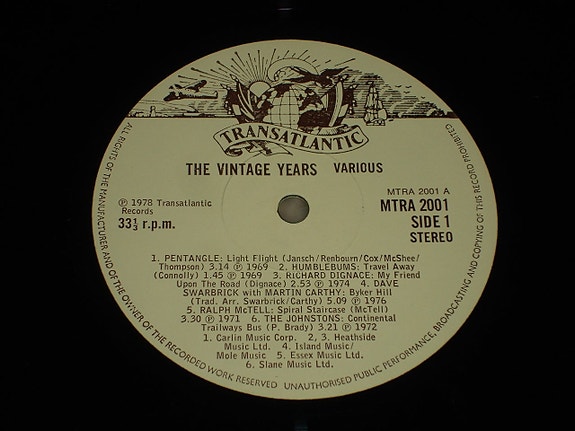 TRANSATLANTIC
THE VINTAGE YEARS VARIOUS
℗ 1978 Transatlantic
Records
33⅓ r.p.m.
MTRA 2001 A
MTRA 2001
SIDE 1
STEREO
1. PENTANGLE: Light Flight (Jansch/Renbourn/Cox/McShee/
Thompson) 3.14 ℗ 1969 2. HUMBLEBUMS: Travel Away
(Connolly) 1.45 ℗ 1969 3. RICHARD DIGNACE: My Friend
Upon The Road (Dignace) 2.53 ℗ 1974 4. DAVE
SWARBRICK with MARTIN CARTHY: Byker Hill
(Trad. Arr. Swarbrick/Carthy) 5.09 ℗ 1976
5. RALPH McTELL: Spiral Staircase (McTell)
3.30 ℗ 1971 6. THE JOHNSTONS: Continental
Trailways Bus (P. Brady) 3.21 ℗ 1972
1. Carlin Music Corp. 2, 3. Heathside
Music Ltd. 4. Island Music/
Mole Music 5. Essex Music Ltd.
6. Slane Music Ltd.
ALL RIGHTS OF THE MANUFACTURER AND OF THE OWNER OF THE RECORDED WORK RESERVED UNAUTHORISED PUBLIC PERFORMANCE, BROADCASTING AND COPYING OF THIS RECORD PROHIBITED